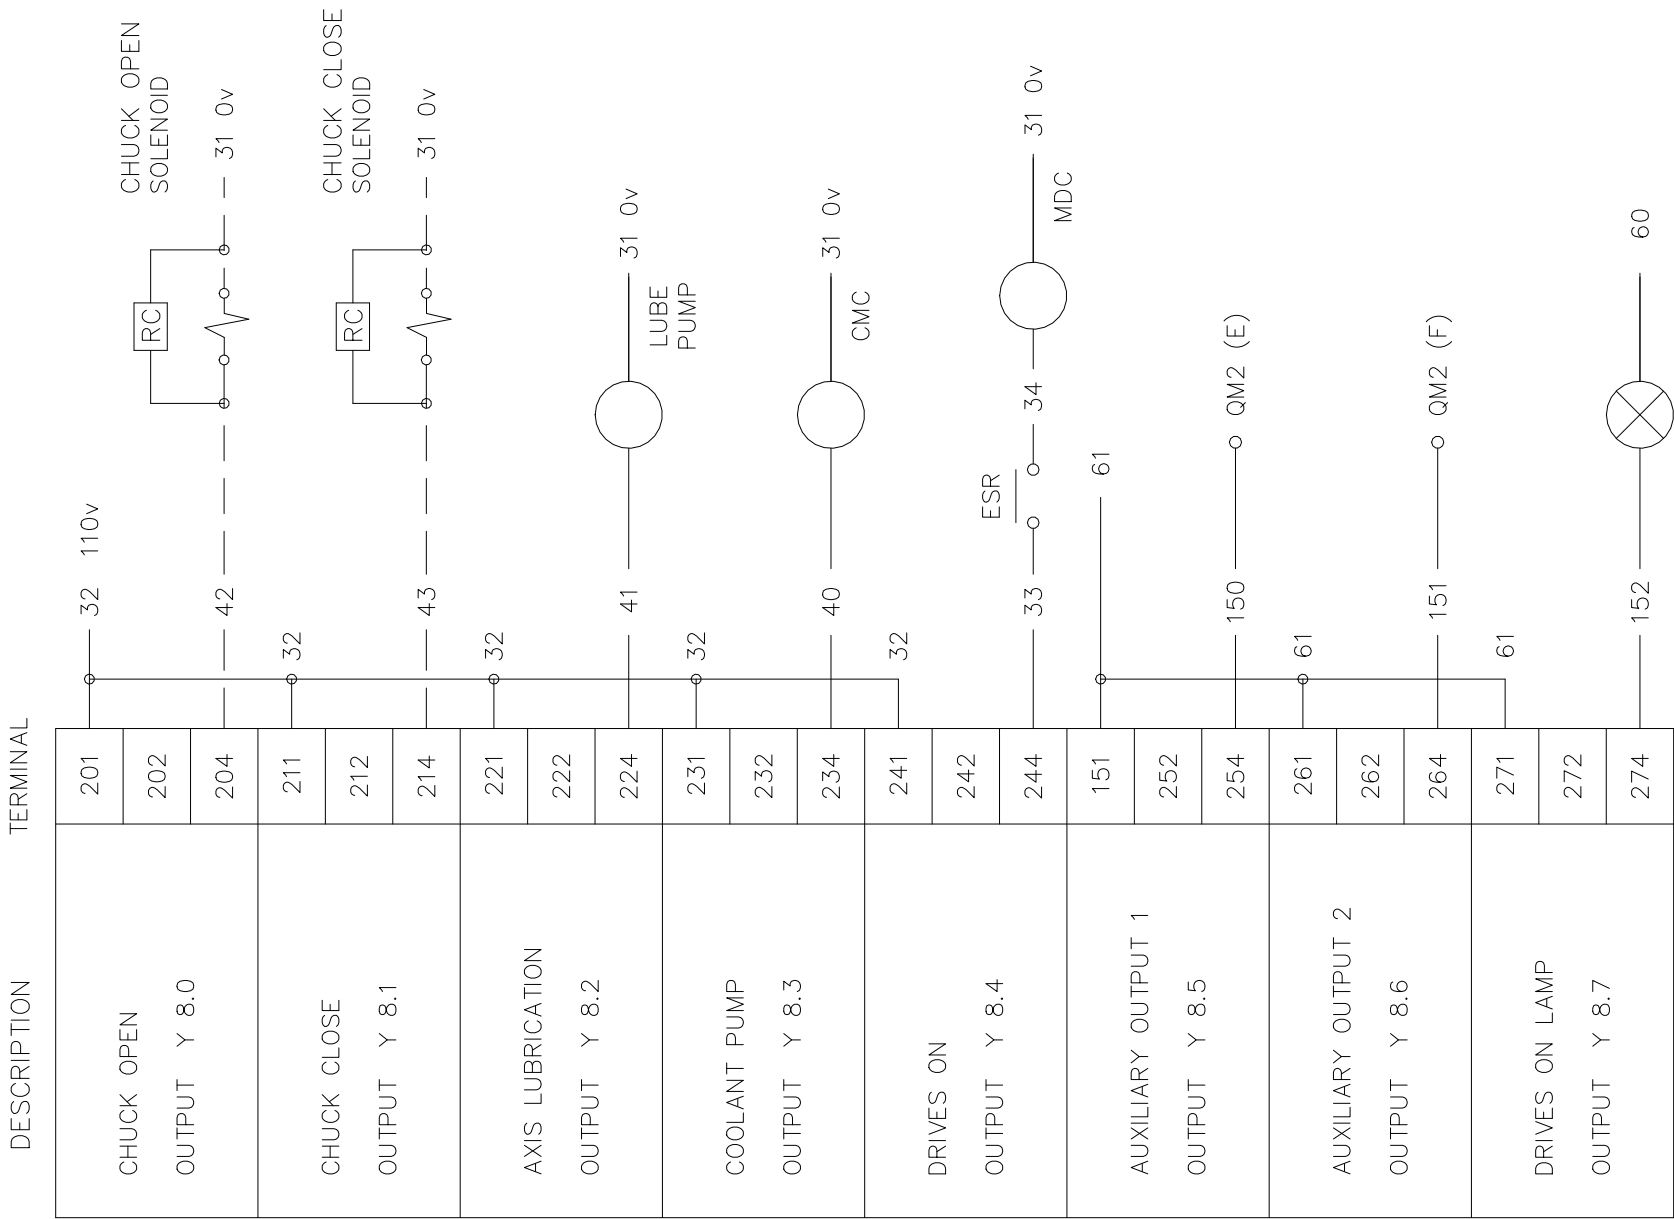 DESCRIPTION TERMINAL
CHUCK OPEN
OUTPUT Y 8.0
201
202
204
32 110v
42
RC
31 0v
CHUCK OPEN
SOLENOID
CHUCK CLOSE
OUTPUT Y 8.1
211
212
214
32
43
RC
31 0v
CHUCK CLOSE
SOLENOID
AXIS LUBRICATION
OUTPUT Y 8.2
221
222
224
32
41
31 0v
LUBE
PUMP
COOLANT PUMP
OUTPUT Y 8.3
231
232
234
32
40
31 0v
CMC
DRIVES ON
OUTPUT Y 8.4
241
242
244
32
33
ESR
34
31 0v
MDC
AUXILIARY OUTPUT 1
OUTPUT Y 8.5
151
252
254
61
150
QM2 (E)
AUXILIARY OUTPUT 2
OUTPUT Y 8.6
261
262
264
61
151
QM2 (F)
DRIVES ON LAMP
OUTPUT Y 8.7
271
272
274
61
152
60